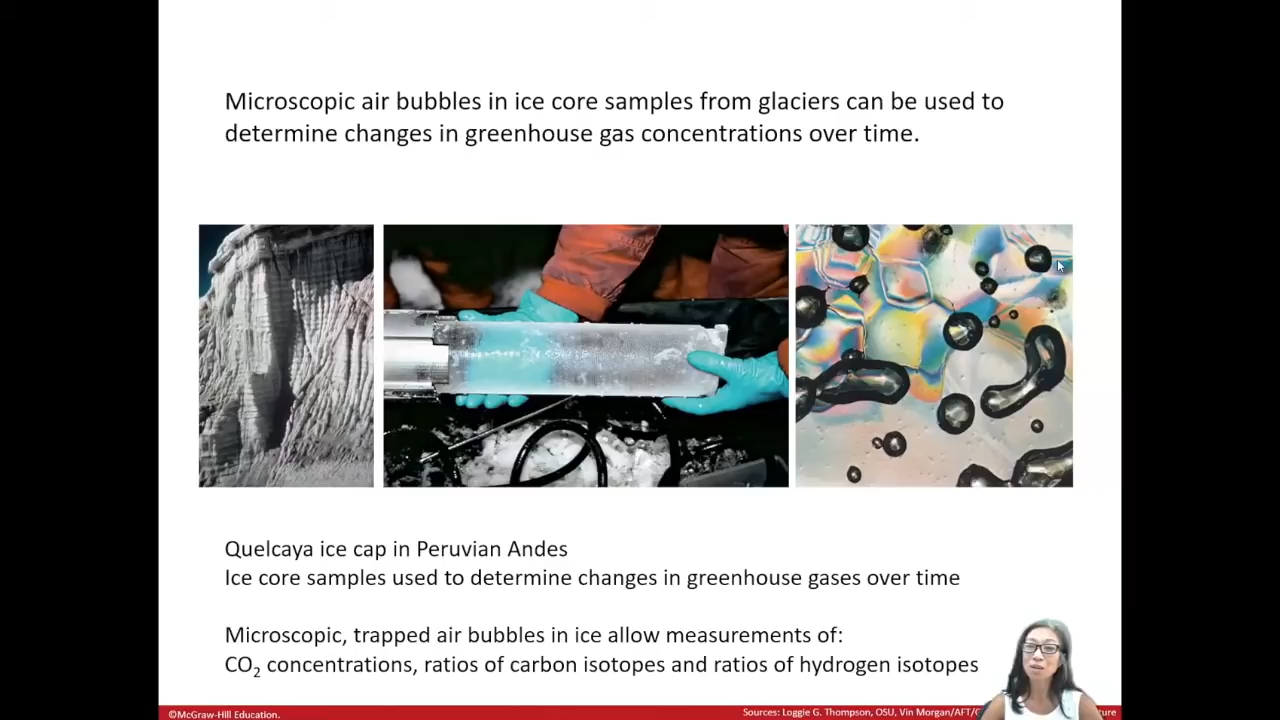 Microscopic air bubbles in ice core samples from glaciers can be used to
determine changes in greenhouse gas concentrations over time.
Quelcaya ice cap in Peruvian Andes
Ice core samples used to determine changes in greenhouse gases over time
Microscopic, trapped air bubbles in ice allow measurements of:
CO₂ concentrations, ratios of carbon isotopes and ratios of hydrogen isotopes
©McGraw-Hill Education.
Sources: Loggie G. Thompson, OSU, Vin Morgan/AFT/